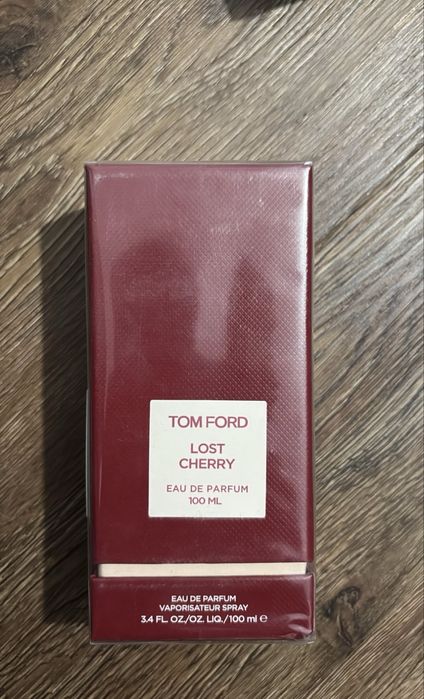 TOM FORD
LOST
CHERRY
EAU DE PARFUM
100 ML
EAU DE PARFUM
VAPORISATEUR SPRAY
3.4 FL. OZ./OZ. LIQ./100 ml ℮